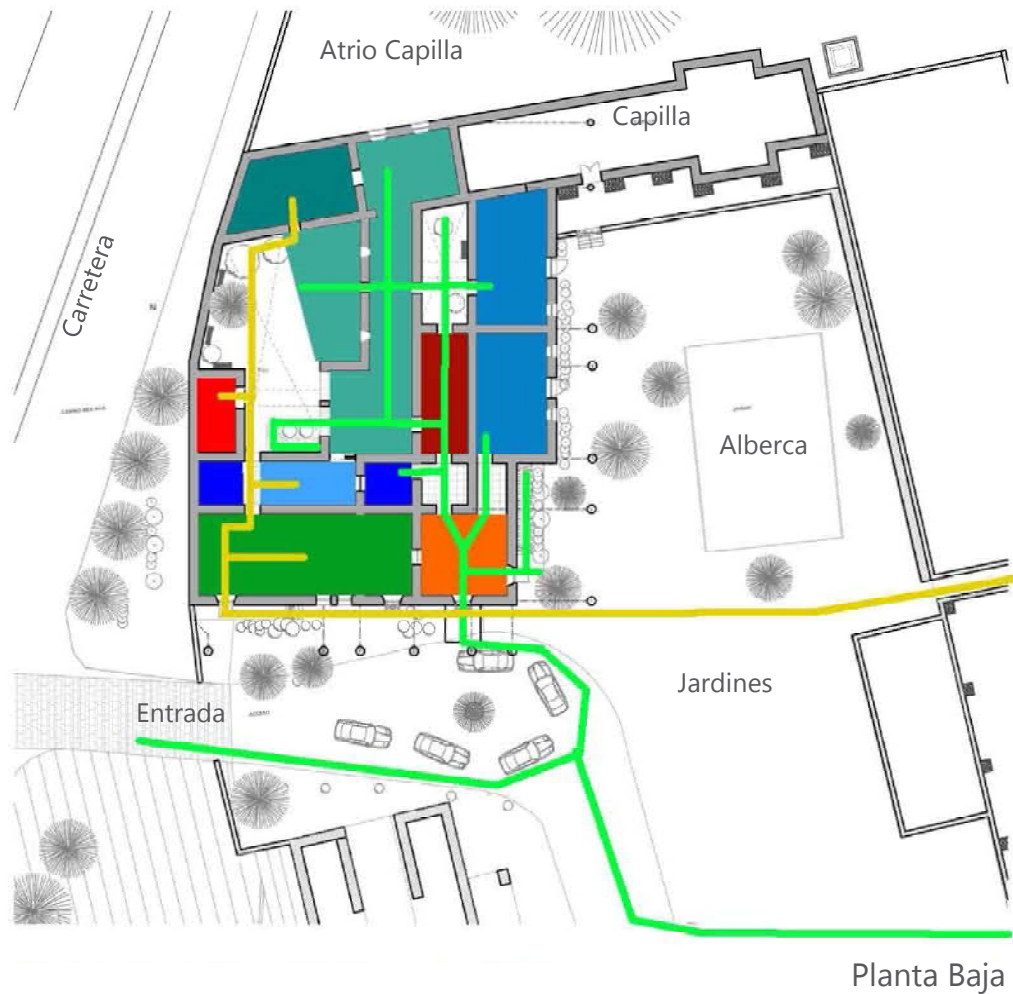 Atrio Capilla
Capilla
Carretera
Alberca
Jardines
Entrada
Planta Baja